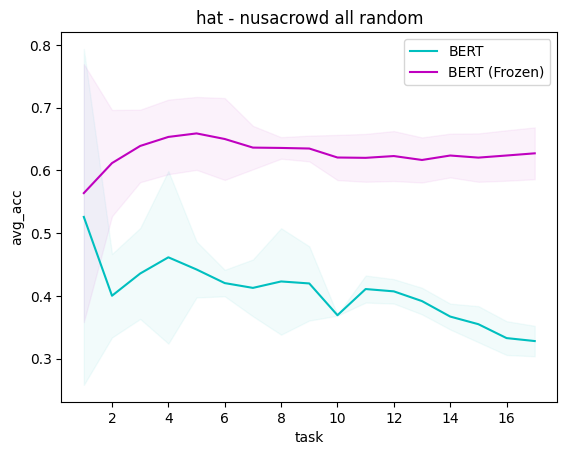 hat - nusacrowd all random
BERT
BERT (Frozen)
0.8
0.7
0.6
0.5
0.4
0.3
avg_acc
2 4 6 8 10 12 14 16
task